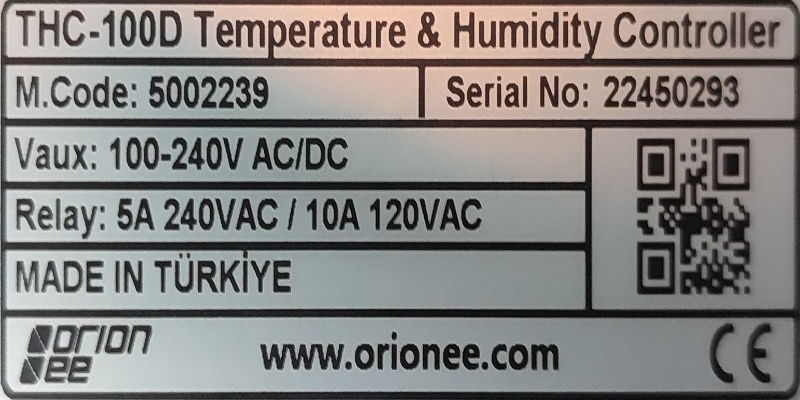 THC-100D Temperature & Humidity Controller
M.Code: 5002239 Serial No: 22450293
Vaux: 100-240V AC/DC
Relay: 5A 240VAC / 10A 120VAC
MADE IN TÜRKİYE
orion
ee
www.orionee.com
CE